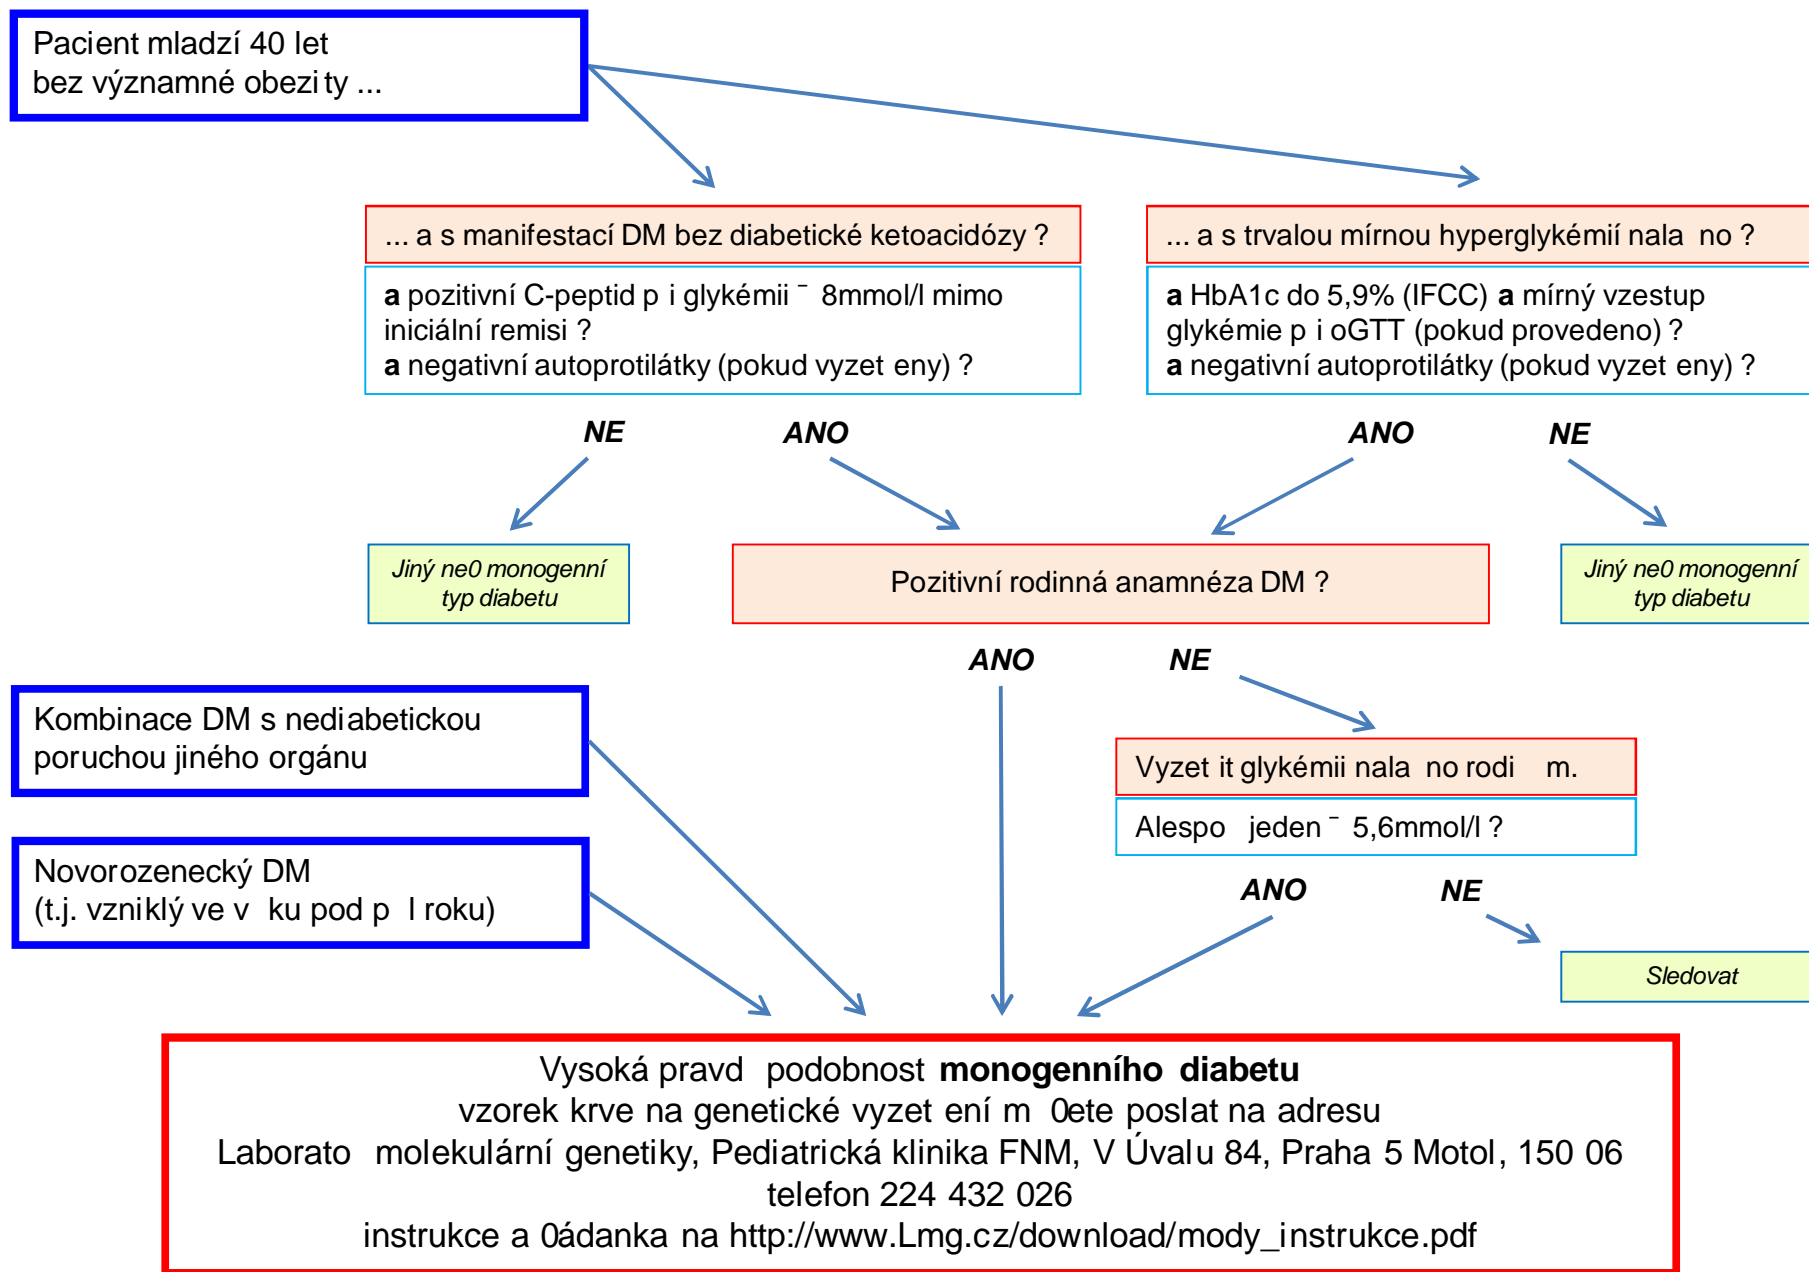 Pacient mladzí 40 let
bez významné obezity ...
... a s manifestací DM bez diabetické ketoacidózy ?
a pozitivní C-peptid p i glykémii ¯ 8mmol/l mimo
iniciální remisi ?
a negativní autoprotilátky (pokud vyzet eny) ?
... a s trvalou mírnou hyperglykémií nala no ?
a HbA1c do 5,9% (IFCC) a mírný vzestup
glykémie p i oGTT (pokud provedeno) ?
a negativní autoprotilátky (pokud vyzet eny) ?
NE ANO
ANO NE
Jiný ne0 monogenní
typ diabetu
Pozitivní rodinná anamnéza DM ?
Jiný ne0 monogenní
typ diabetu
ANO NE
Kombinace DM s nediabetickou
poruchou jiného orgánu
Vyzet it glykémii nala no rodi m.
Alespo jeden ¯ 5,6mmol/l ?
Novorozenecký DM
(t.j. vzniklý ve v ku pod p l roku)
ANO NE
Sledovat
Vysoká pravd podobnost monogenního diabetu
vzorek krve na genetické vyzet ení m 0ete poslat na adresu
Laborato molekulární genetiky, Pediatrická klinika FNM, V Úvalu 84, Praha 5 Motol, 150 06
telefon 224 432 026
instrukce a 0ádanka na http://www.Lmg.cz/download/mody_instrukce.pdf